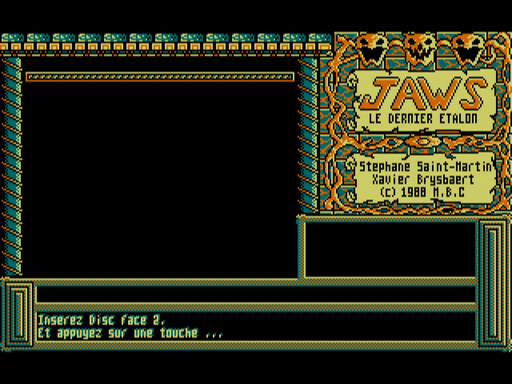 JAWS
LE DERNIER ETALON
Stephane Saint-Martin
Xavier Brysbaert
(c) 1988 M.B.C
Inserez Disc face 2.
Et appuyez sur une touche ...